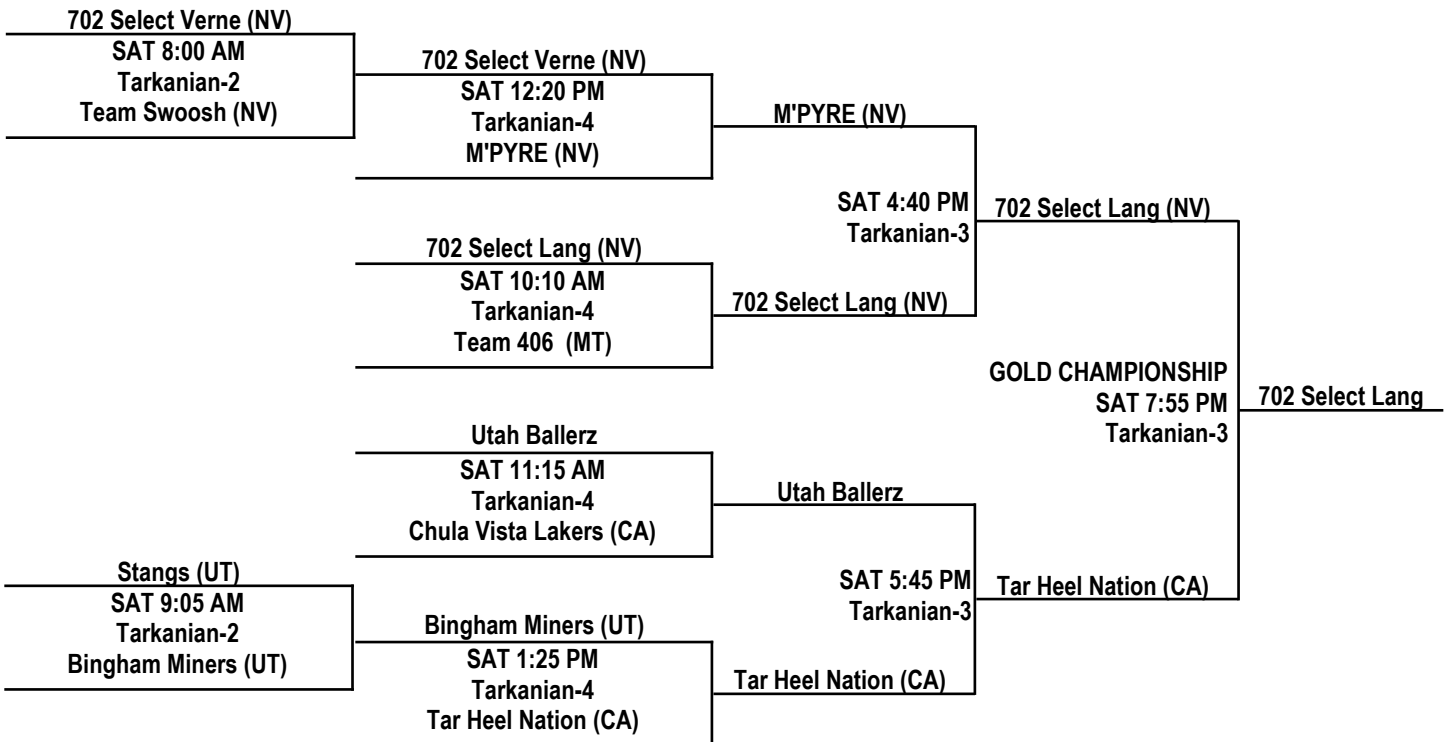 702 Select Verne (NV)
SAT 8:00 AM
Tarkanian-2
Team Swoosh (NV)
702 Select Verne (NV)
SAT 12:20 PM
Tarkanian-4
M'PYRE (NV)
M'PYRE (NV)
SAT 4:40 PM
Tarkanian-3
702 Select Lang (NV)
702 Select Lang (NV)
SAT 10:10 AM
Tarkanian-4
Team 406 (MT)
702 Select Lang (NV)
GOLD CHAMPIONSHIP
SAT 7:55 PM
Tarkanian-3
702 Select Lang
Utah Ballerz
SAT 11:15 AM
Tarkanian-4
Chula Vista Lakers (CA)
Utah Ballerz
SAT 5:45 PM
Tarkanian-3
Tar Heel Nation (CA)
Stangs (UT)
SAT 9:05 AM
Tarkanian-2
Bingham Miners (UT)
Bingham Miners (UT)
SAT 1:25 PM
Tarkanian-4
Tar Heel Nation (CA)
Tar Heel Nation (CA)